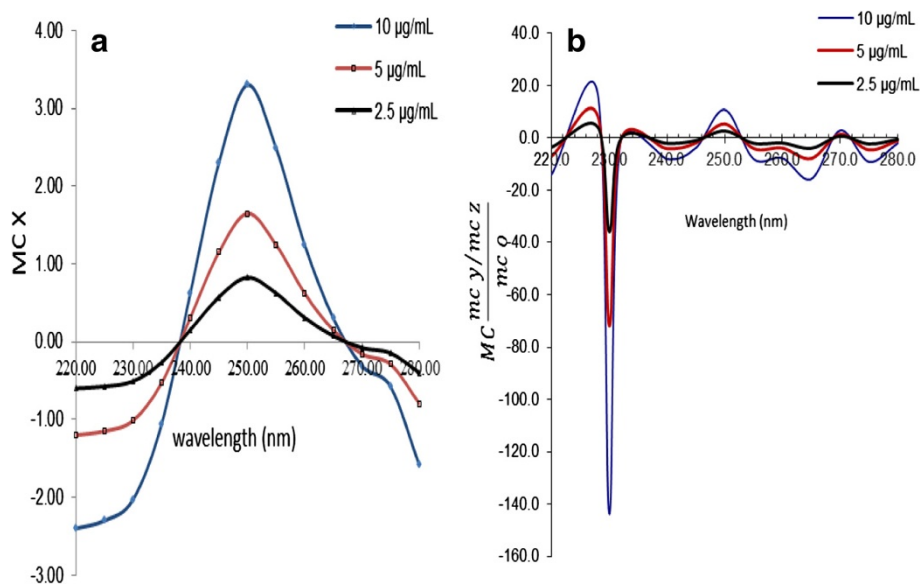 a
4.00
3.00
2.00
1.00
0.00
-1.00
-2.00
-3.00
MC X
220.00 230.00 240.00 250.00 260.00 270.00 280.00
wavelength (nm)
10 µg/mL
5 µg/mL
2.5 µg/mL
b
40.0
20.0
0.0
-20.0
-40.0
-60.0
-80.0
-100.0
-120.0
-140.0
-160.0
MC mc y/mc z
mc Q
220.0 230.0 240.0 250.0 260.0 270.0 280.0
Wavelength (nm)
10 µg/mL
5 µg/mL
2.5 µg/mL